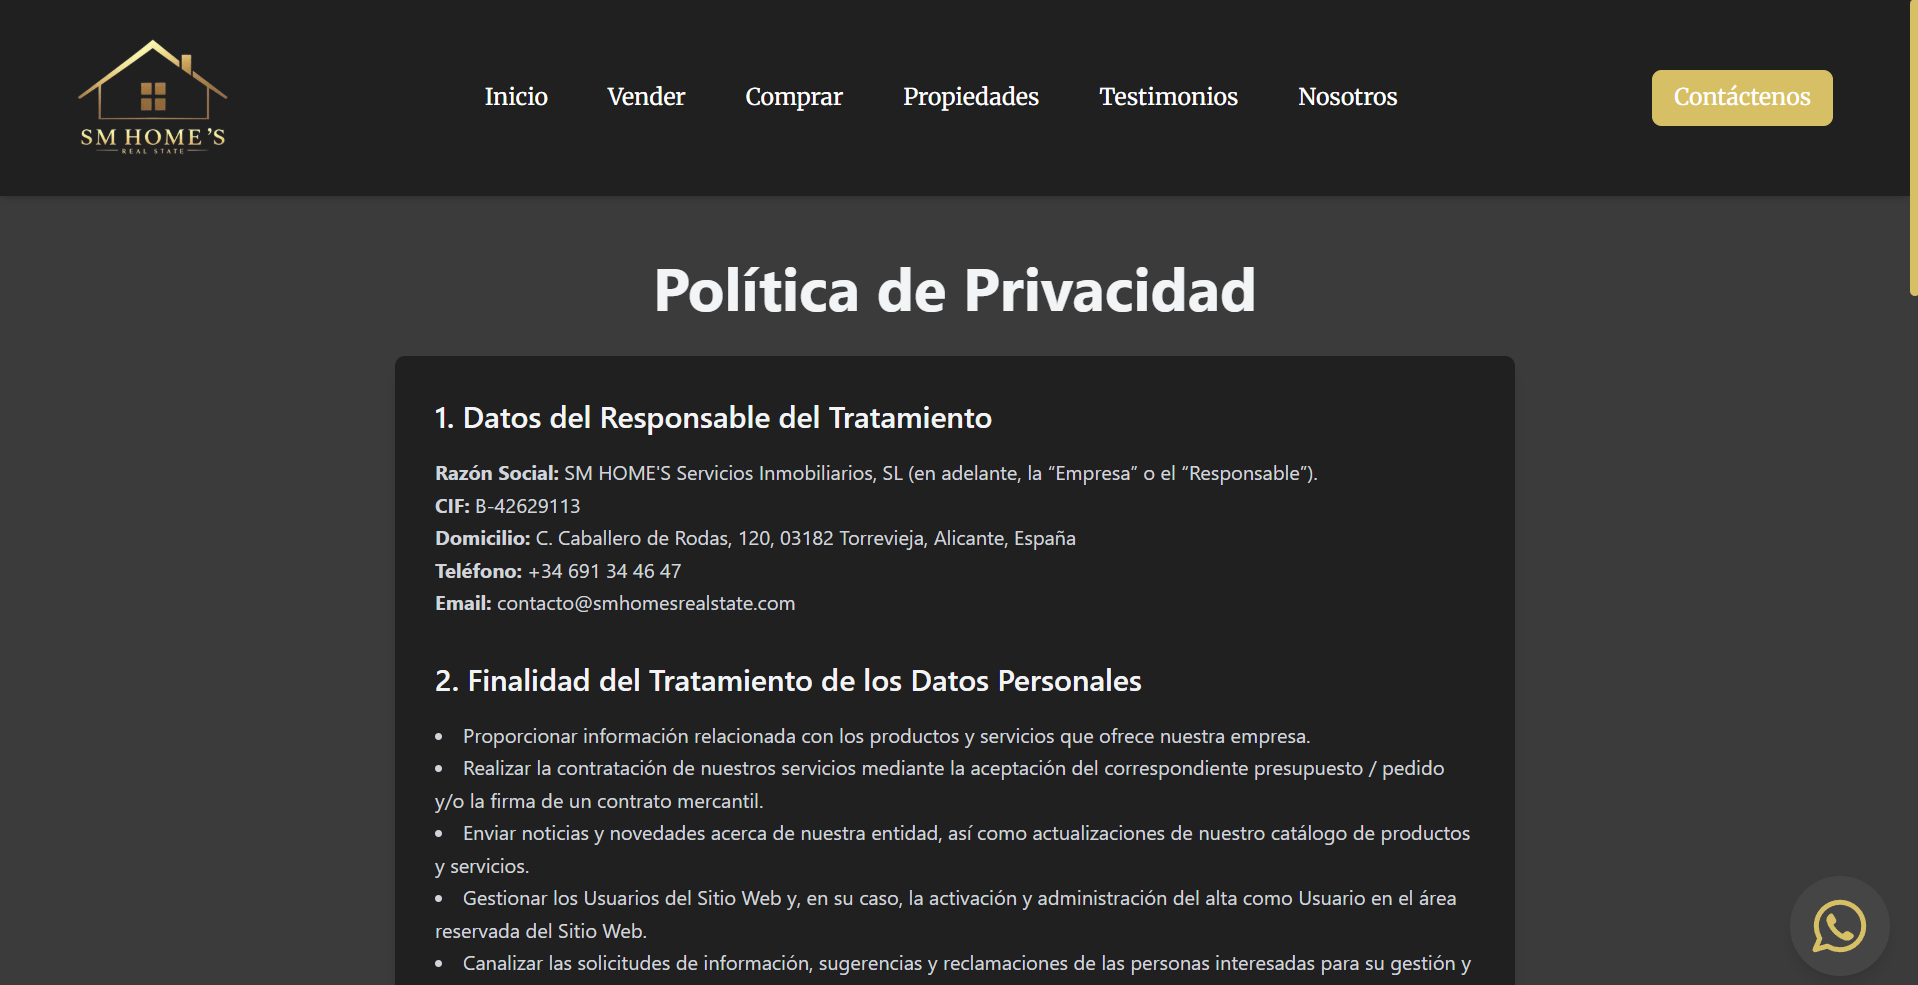 SM HOME'S
REAL STATE
Inicio Vender Comprar Propiedades Testimonios Nosotros Contáctenos
Política de Privacidad
1. Datos del Responsable del Tratamiento
Razón Social: SM HOME'S Servicios Inmobiliarios, SL (en adelante, la “Empresa” o el “Responsable”).
CIF: B-42629113
Domicilio: C. Caballero de Rodas, 120, 03182 Torrevieja, Alicante, España
Teléfono: +34 691 34 46 47
Email: contacto@smhomesrealstate.com
2. Finalidad del Tratamiento de los Datos Personales
• Proporcionar información relacionada con los productos y servicios que ofrece nuestra empresa.
• Realizar la contratación de nuestros servicios mediante la aceptación del correspondiente presupuesto / pedido
y/o la firma de un contrato mercantil.
• Enviar noticias y novedades acerca de nuestra entidad, así como actualizaciones de nuestro catálogo de productos
y servicios.
• Gestionar los Usuarios del Sitio Web y, en su caso, la activación y administración del alta como Usuario en el área
reservada del Sitio Web.
• Canalizar las solicitudes de información, sugerencias y reclamaciones de las personas interesadas para su gestión y